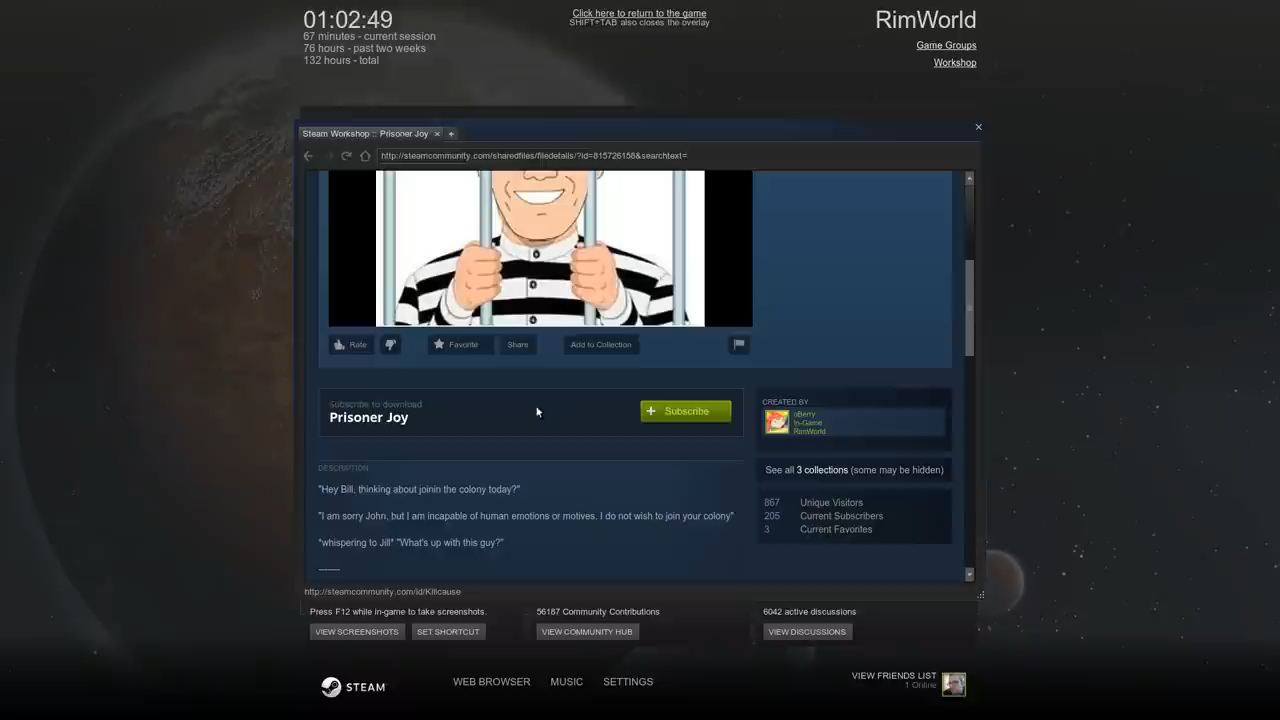 01:02:49
67 minutes - current session
76 hours - past two weeks
132 hours - total
Click here to return to the game
SHIFT+TAB also closes the overlay
RimWorld
Game Groups
Workshop
Steam Workshop :: Prisoner Joy
http://steamcommunity.com/sharedfiles/filedetails/?id=815726158&searchtext=
Rate
Favorite
Share
Add to Collection
Subscribe to download
Prisoner Joy
Subscribe
CREATED BY
oBerry
In-Game
RimWorld
See all 3 collections (some may be hidden)
867 Unique Visitors
205 Current Subscribers
3 Current Favorites
DESCRIPTION
"Hey Bill, thinking about joinin the colony today?"
"I am sorry John, but I am incapable of human emotions or motives. I do not wish to join your colony"
*whispering to Jill* "What's up with this guy?"
http://steamcommunity.com/id/Killcause
Press F12 while in-game to take screenshots.
VIEW SCREENSHOTS
SET SHORTCUT
56187 Community Contributions
VIEW COMMUNITY HUB
6042 active discussions
VIEW DISCUSSIONS
STEAM
WEB BROWSER
MUSIC
SETTINGS
VIEW FRIENDS LIST
1 Online